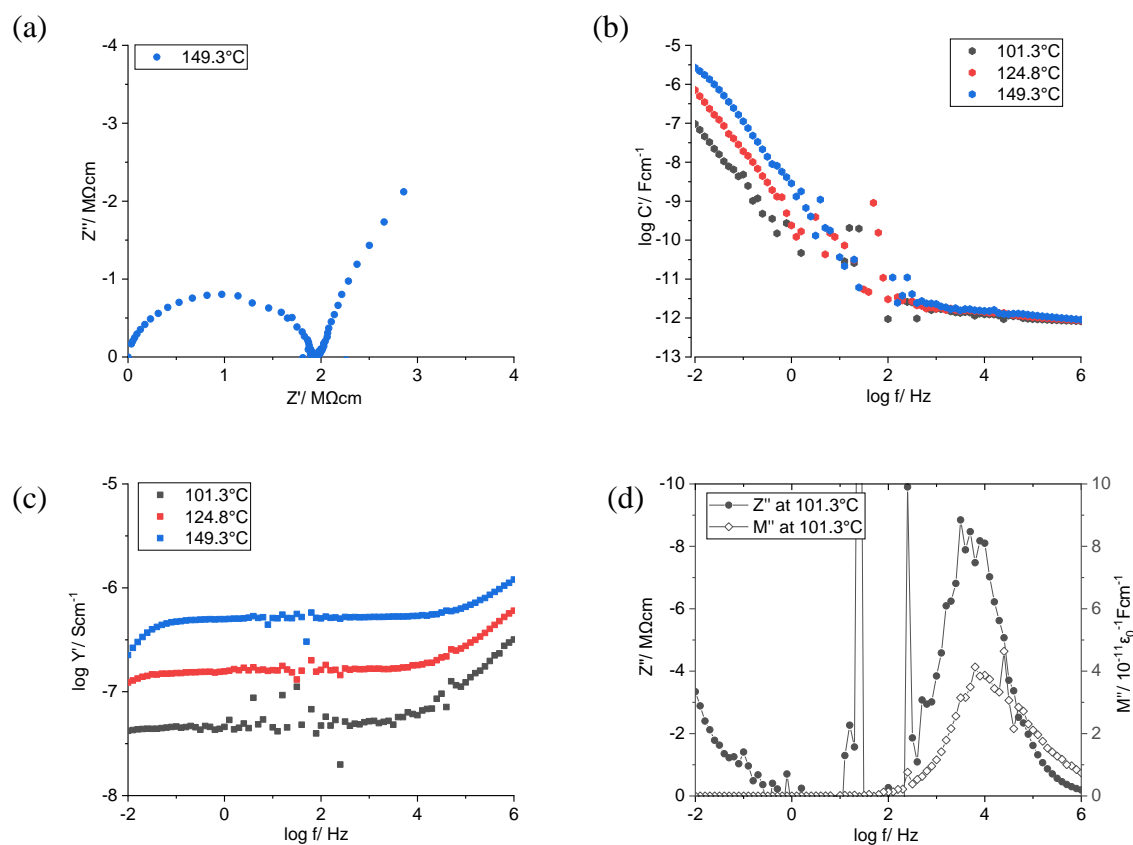 (a)
149.3°C
-4
-3
-2
-1
0
Z''/ MΩcm
0 1 2 3 4
Z'/ MΩcm
(b)
101.3°C
124.8°C
149.3°C
-5
-6
-7
-8
-9
-10
-11
-12
-13
log C'/ Fcm⁻¹
-2 0 2 4 6
log f/ Hz
(c)
101.3°C
124.8°C
149.3°C
-5
-6
-7
-8
log Y'/ Scm⁻¹
-2 0 2 4 6
log f/ Hz
(d)
Z'' at 101.3°C
M'' at 101.3°C
-10
-8
-6
-4
-2
0
Z''/ MΩcm
10
8
6
4
2
0
M''/ 10⁻¹¹ε₀⁻¹Fcm⁻¹
-2 0 2 4 6
log f/ Hz